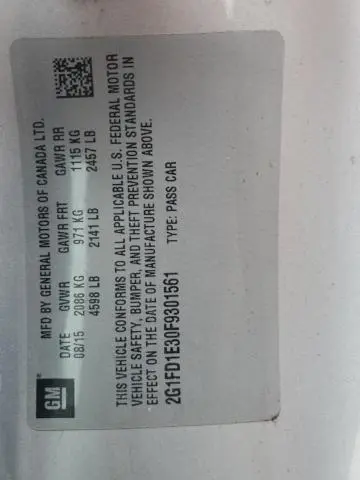 GM
MFD BY GENERAL MOTORS OF CANADA LTD.
DATE GVWR GAWR FRT GAWR RR
08/15 2086 KG 971 KG 1115 KG
4598 LB 2141 LB 2457 LB
THIS VEHICLE CONFORMS TO ALL APPLICABLE U.S. FEDERAL MOTOR
VEHICLE SAFETY, BUMPER, AND THEFT PREVENTION STANDARDS IN
EFFECT ON THE DATE OF MANUFACTURE SHOWN ABOVE.
2G1FD1E30F9301561 TYPE: PASS CAR